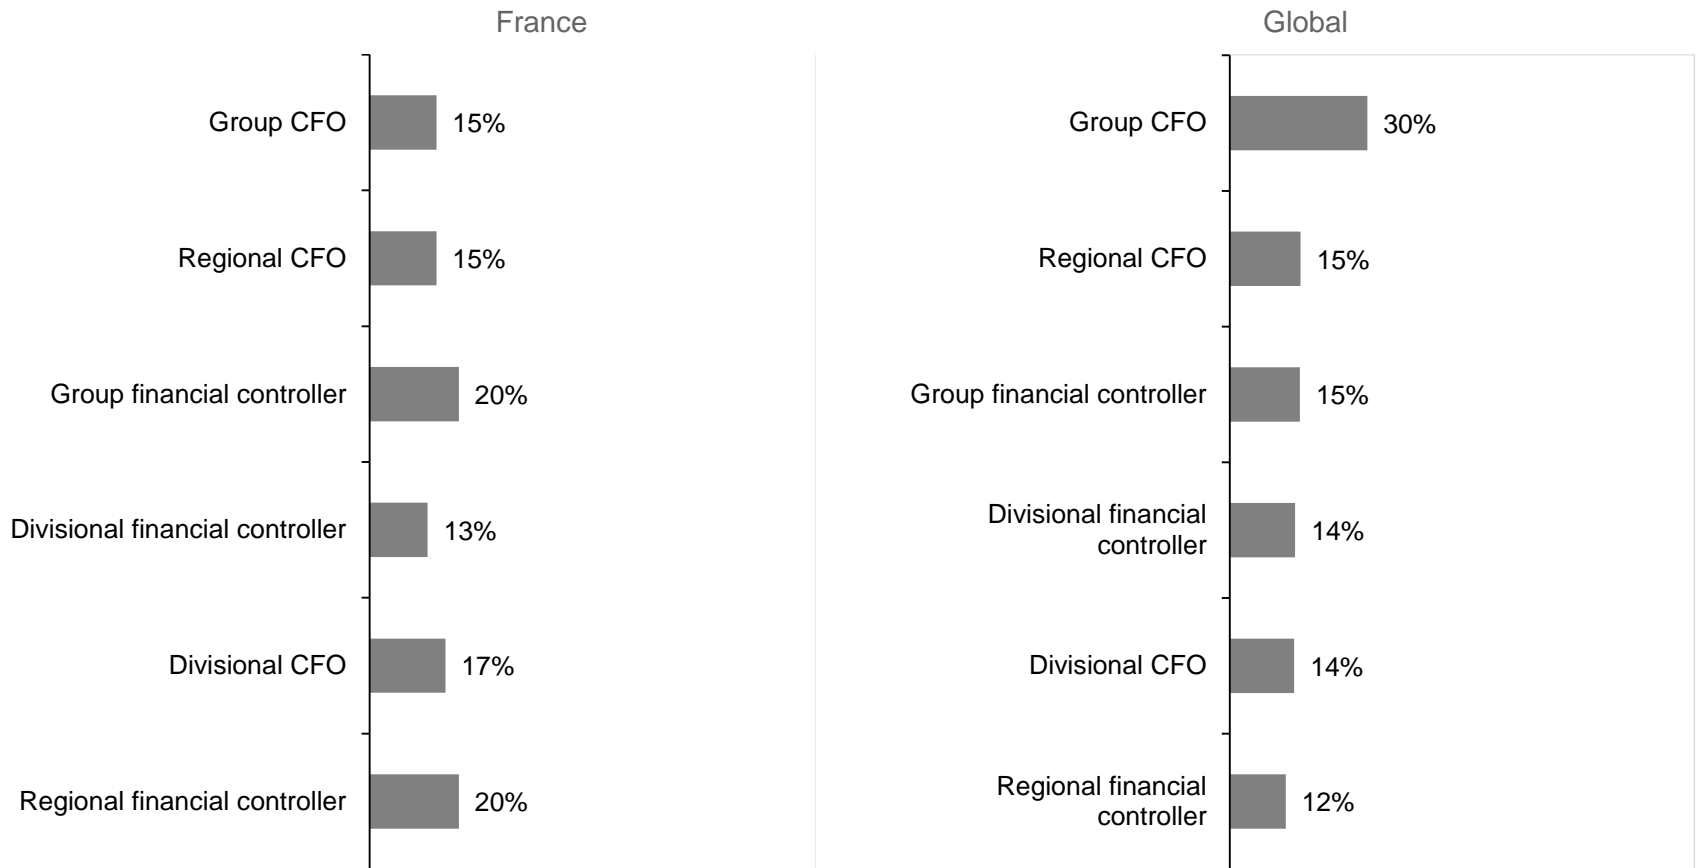 France
Group CFO
15%
Regional CFO
15%
Group financial controller
20%
Divisional financial controller
13%
Divisional CFO
17%
Regional financial controller
20%
Global
Group CFO
30%
Regional CFO
15%
Group financial controller
15%
Divisional financial
controller
14%
Divisional CFO
14%
Regional financial
controller
12%